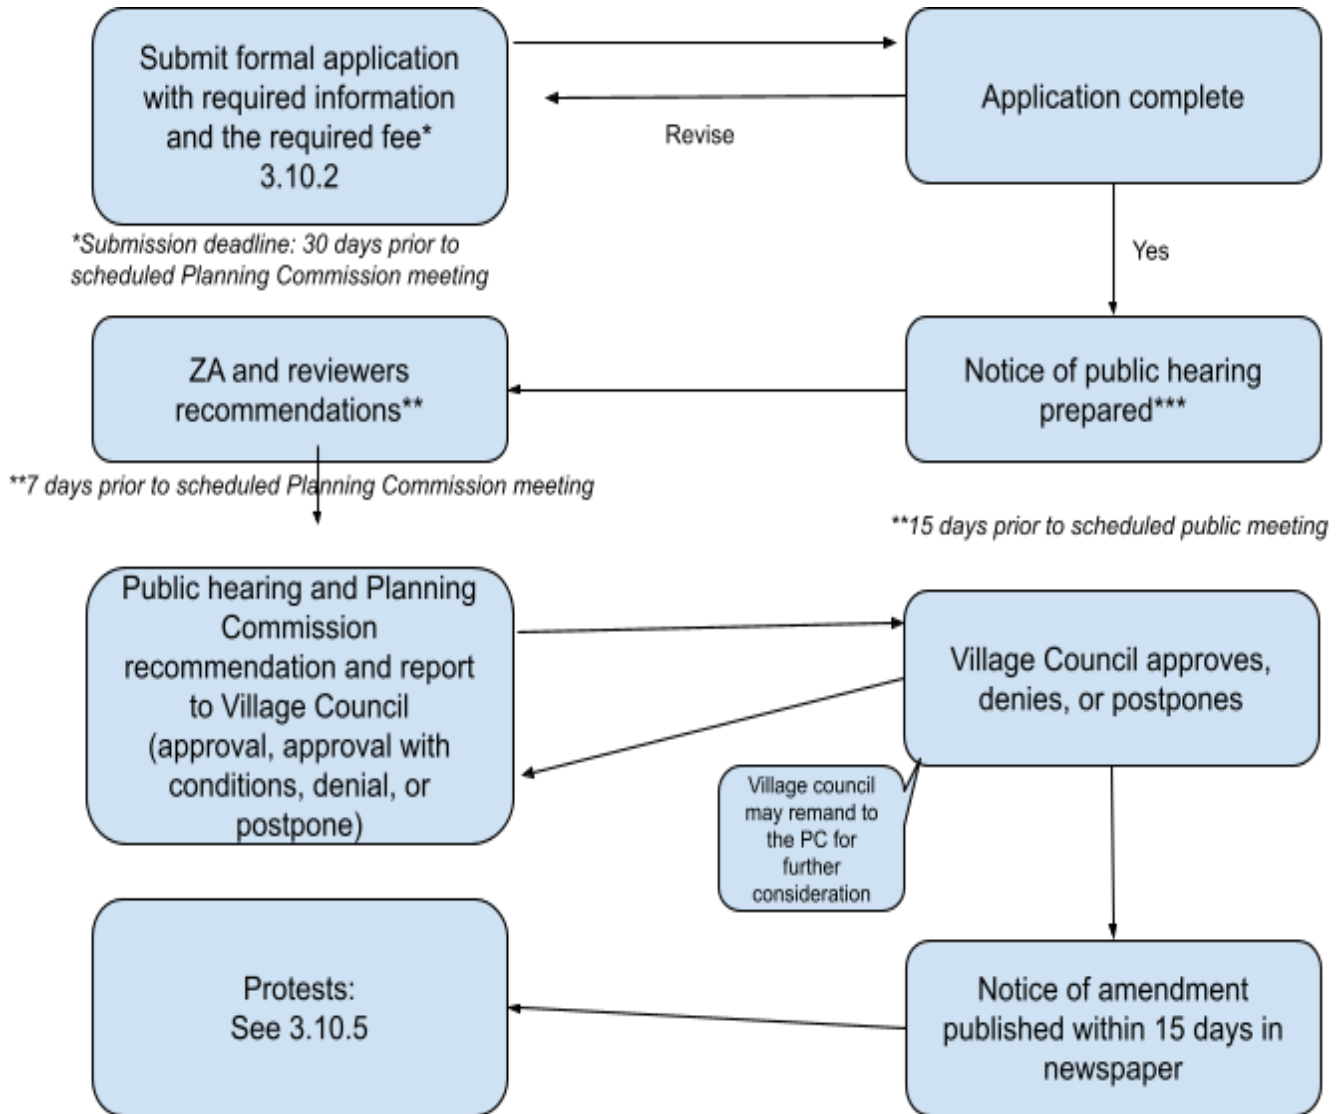 Submit formal application
with required information
and the required fee*
3.10.2
Application complete
Revise
*Submission deadline: 30 days prior to
scheduled Planning Commission meeting
Yes
ZA and reviewers
recommendations**
Notice of public hearing
prepared***
**7 days prior to scheduled Planning Commission meeting
**15 days prior to scheduled public meeting
Public hearing and Planning
Commission
recommendation and report
to Village Council
(approval, approval with
conditions, denial, or
postpone)
Village Council approves,
denies, or postpones
Village council
may remand to
the PC for
further
consideration
Protests:
See 3.10.5
Notice of amendment
published within 15 days in
newspaper